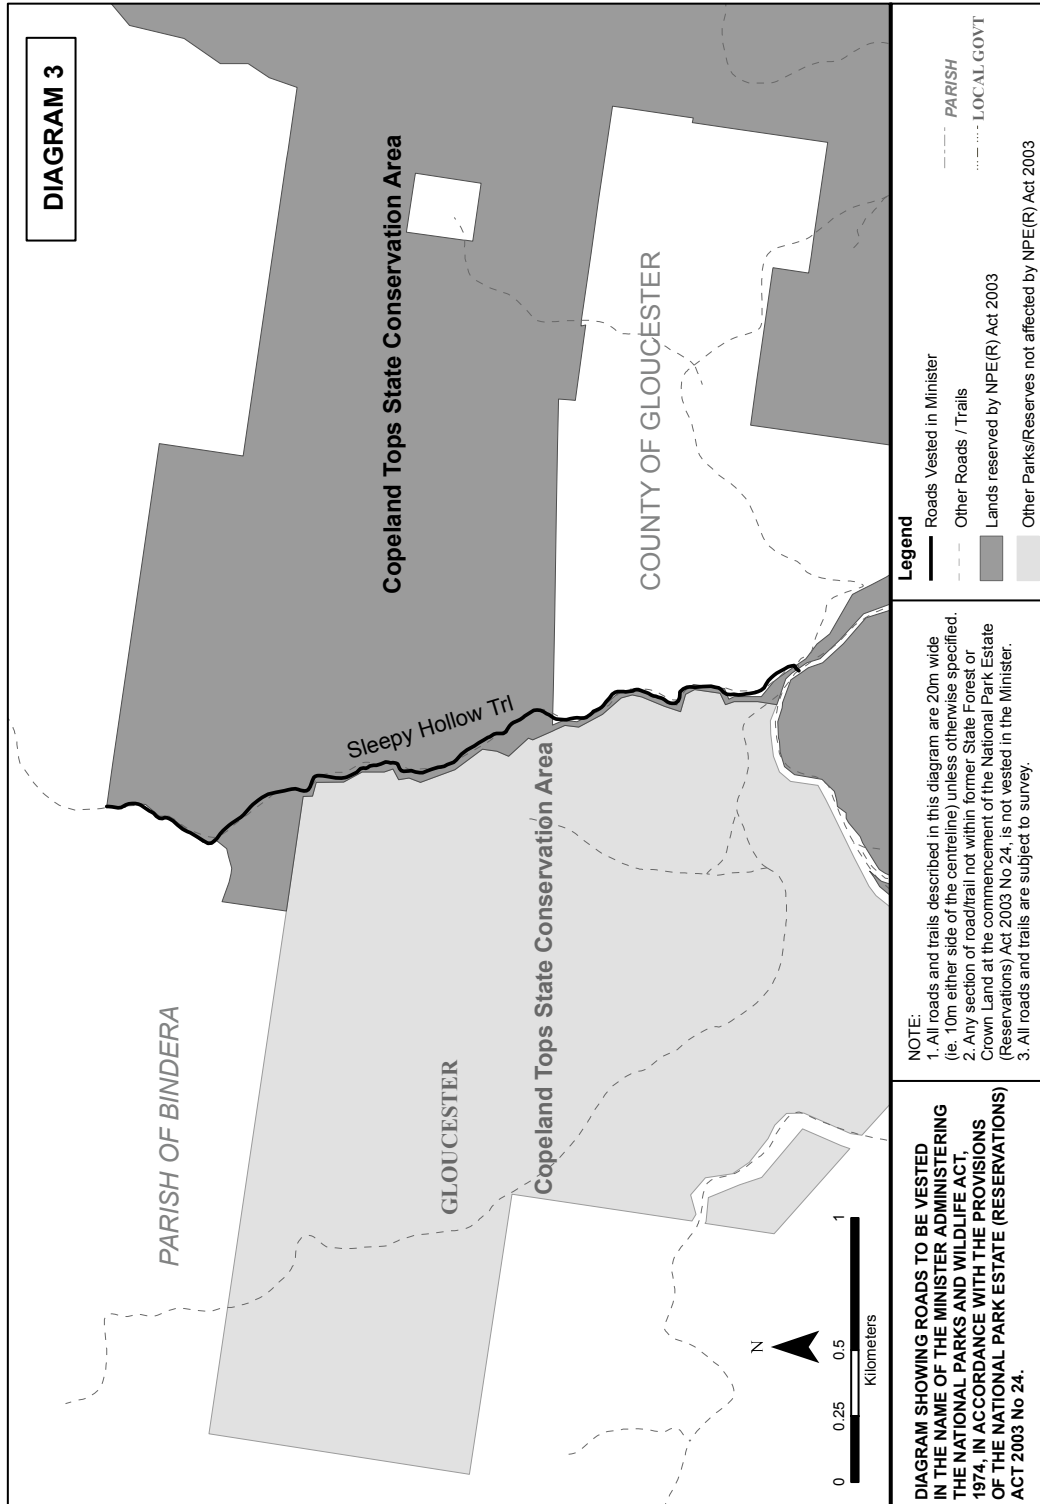 DIAGRAM 3
PARISH OF BINDERA
Copeland Tops State Conservation Area
Sleepy Hollow Trl
GLOUCESTER
Copeland Tops State Conservation Area
COUNTY OF GLOUCESTER
N
0 0.25 0.5 1
Kilometers
DIAGRAM SHOWING ROADS TO BE VESTED
IN THE NAME OF THE MINISTER ADMINISTERING
THE NATIONAL PARKS AND WILDLIFE ACT,
1974, IN ACCORDANCE WITH THE PROVISIONS
OF THE NATIONAL PARK ESTATE (RESERVATIONS)
ACT 2003 No 24.
NOTE:
1. All roads and trails described in this diagram are 20m wide
(ie. 10m either side of the centreline) unless otherwise specified.
2. Any section of road/trail not within former State Forest or
Crown Land at the commencement of the National Park Estate
(Reservations) Act 2003 No 24, is not vested in the Minister.
3. All roads and trails are subject to survey.
Legend
Roads Vested in Minister
Other Roads / Trails
Lands reserved by NPE(R) Act 2003
Other Parks/Reserves not affected by NPE(R) Act 2003
PARISH
LOCAL GOVT